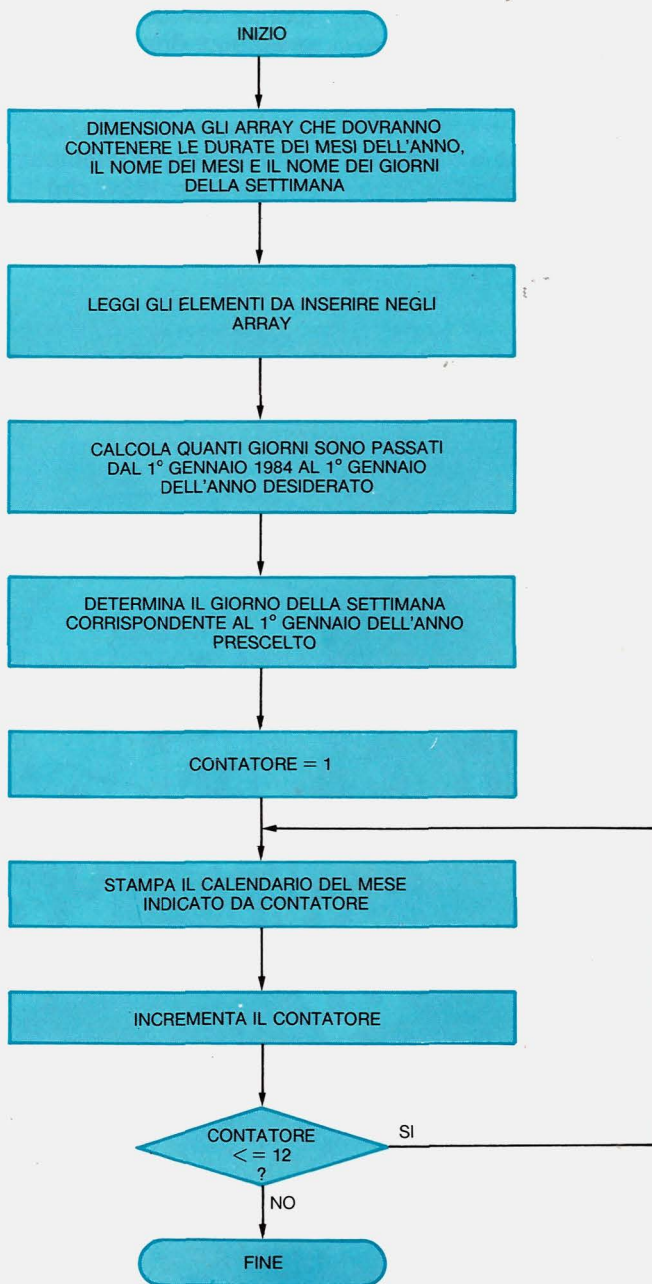 INIZIO
DIMENSIONA GLI ARRAY CHE DOVRANNO
CONTENERE LE DURATE DEI MESI DELL'ANNO,
IL NOME DEI MESI E IL NOME DEI GIORNI
DELLA SETTIMANA
LEGGI GLI ELEMENTI DA INSERIRE NEGLI
ARRAY
CALCOLA QUANTI GIORNI SONO PASSATI
DAL 1° GENNAIO 1984 AL 1° GENNAIO
DELL'ANNO DESIDERATO
DETERMINA IL GIORNO DELLA SETTIMANA
CORRISPONDENTE AL 1° GENNAIO DELL'ANNO
PRESCELTO
CONTATORE = 1
STAMPA IL CALENDARIO DEL MESE
INDICATO DA CONTATORE
INCREMENTA IL CONTATORE
CONTATORE
< = 12
?
SI
NO
FINE